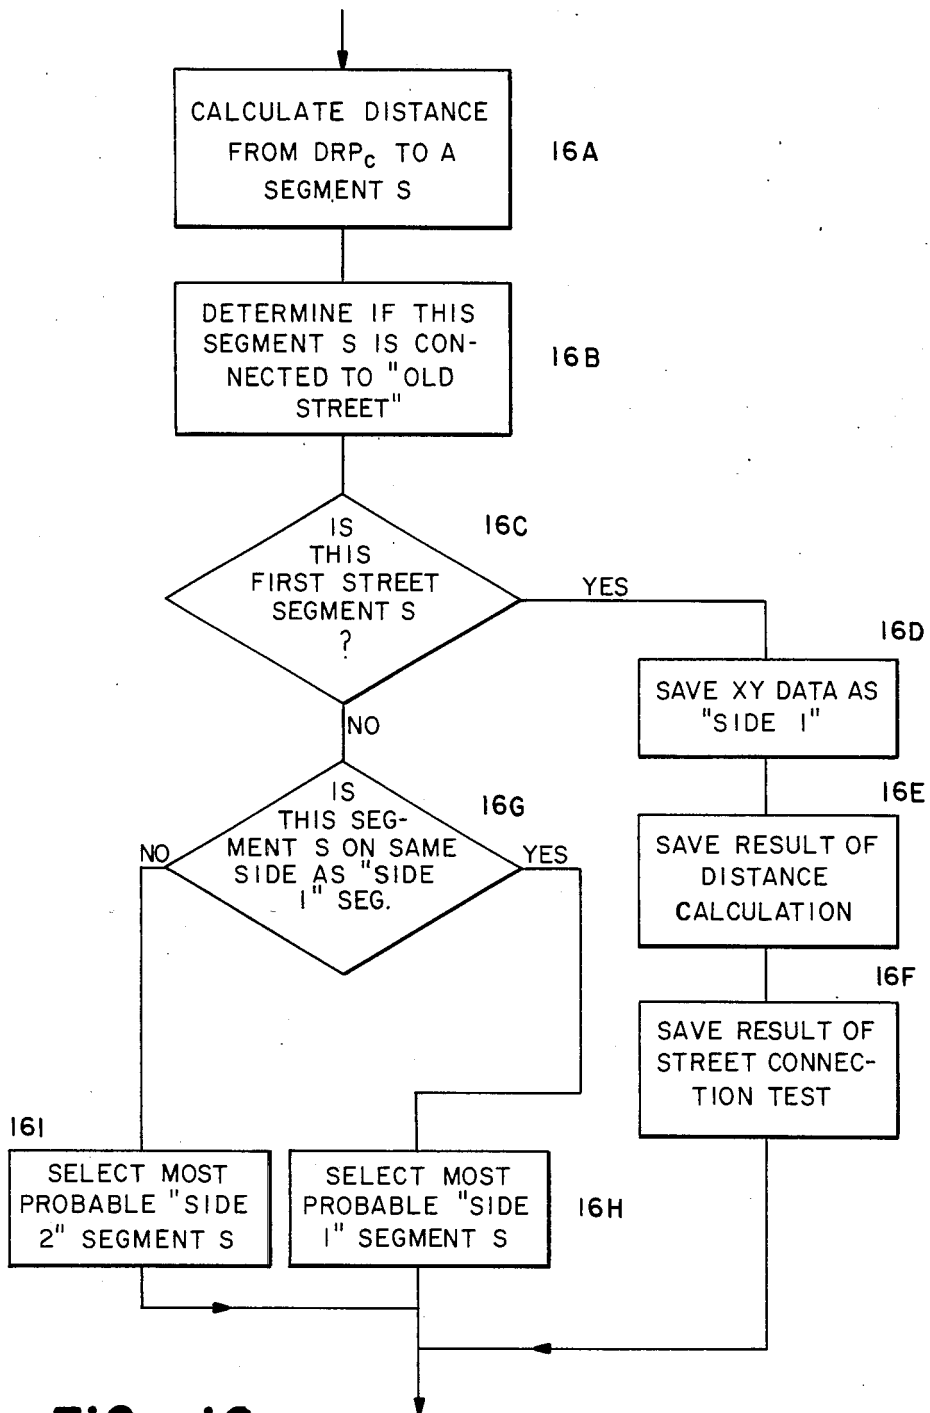 CALCULATE DISTANCE
FROM DRPc TO A
SEGMENT S
16A
DETERMINE IF THIS
SEGMENT S IS CON-
NECTED TO "OLD
STREET"
16B
IS
THIS
FIRST STREET
SEGMENT S
?
16C
YES
NO
16D
SAVE XY DATA AS
"SIDE 1"
16E
SAVE RESULT OF
DISTANCE
CALCULATION
16F
SAVE RESULT OF
STREET CONNEC-
TION TEST
IS
THIS SEG-
MENT S ON SAME
SIDE AS "SIDE
1" SEG.
16G
NO
YES
16I
SELECT MOST
PROBABLE "SIDE
2" SEGMENT S
SELECT MOST
PROBABLE "SIDE
1" SEGMENT S
16H